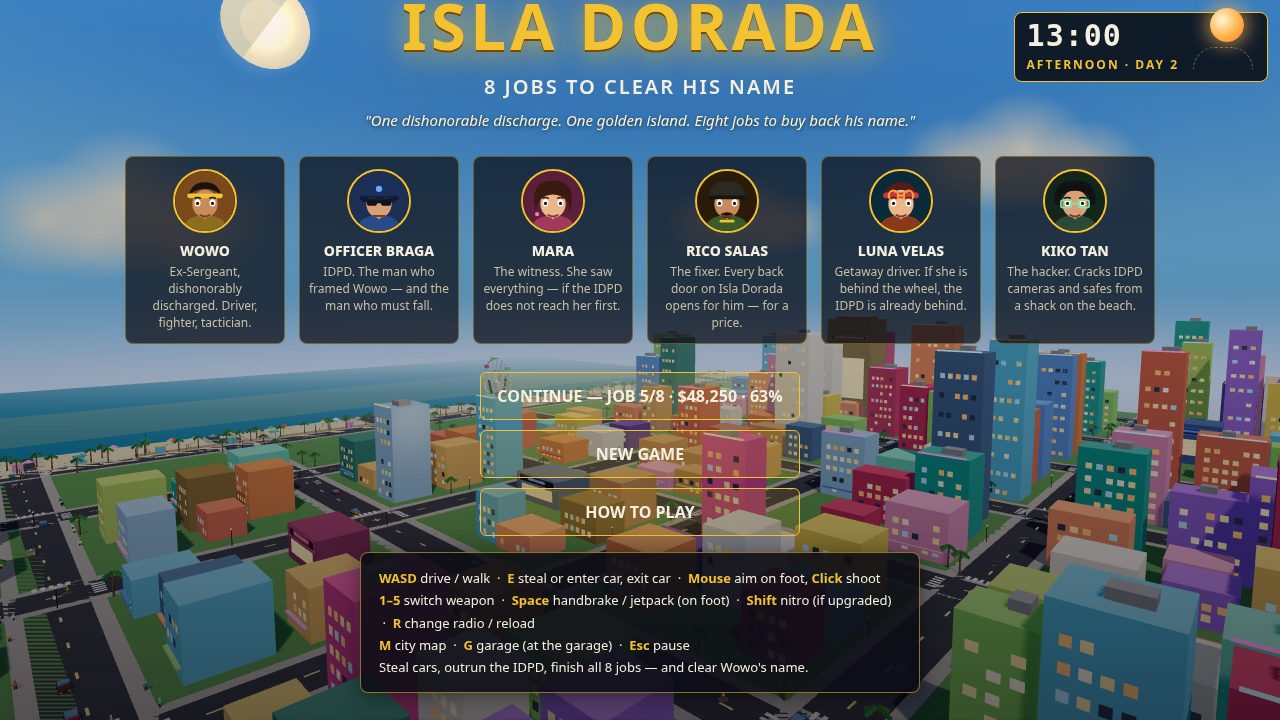 ISLA DORADA
13:00
AFTERNOON · DAY 2
8 JOBS TO CLEAR HIS NAME
"One dishonorable discharge. One golden island. Eight jobs to buy back his name."
WOWO
Ex-Sergeant,
dishonorably
discharged. Driver,
fighter, tactician.
OFFICER BRAGA
IDPD. The man who
framed Wowo — and the
man who must fall.
MARA
The witness. She saw
everything — if the IDPD
does not reach her first.
RICO SALAS
The fixer. Every back
door on Isla Dorada
opens for him — for a
price.
LUNA VELAS
Getaway driver. If she is
behind the wheel, the
IDPD is already behind.
KIKO TAN
The hacker. Cracks IDPD
cameras and safes from
a shack on the beach.
CONTINUE — JOB 5/8 · $48,250 · 63%
NEW GAME
HOW TO PLAY
WASD drive / walk · E steal or enter car, exit car · Mouse aim on foot, Click shoot
1–5 switch weapon · Space handbrake / jetpack (on foot) · Shift nitro (if upgraded)
· R change radio / reload
M city map · G garage (at the garage) · Esc pause
Steal cars, outrun the IDPD, finish all 8 jobs — and clear Wowo's name.